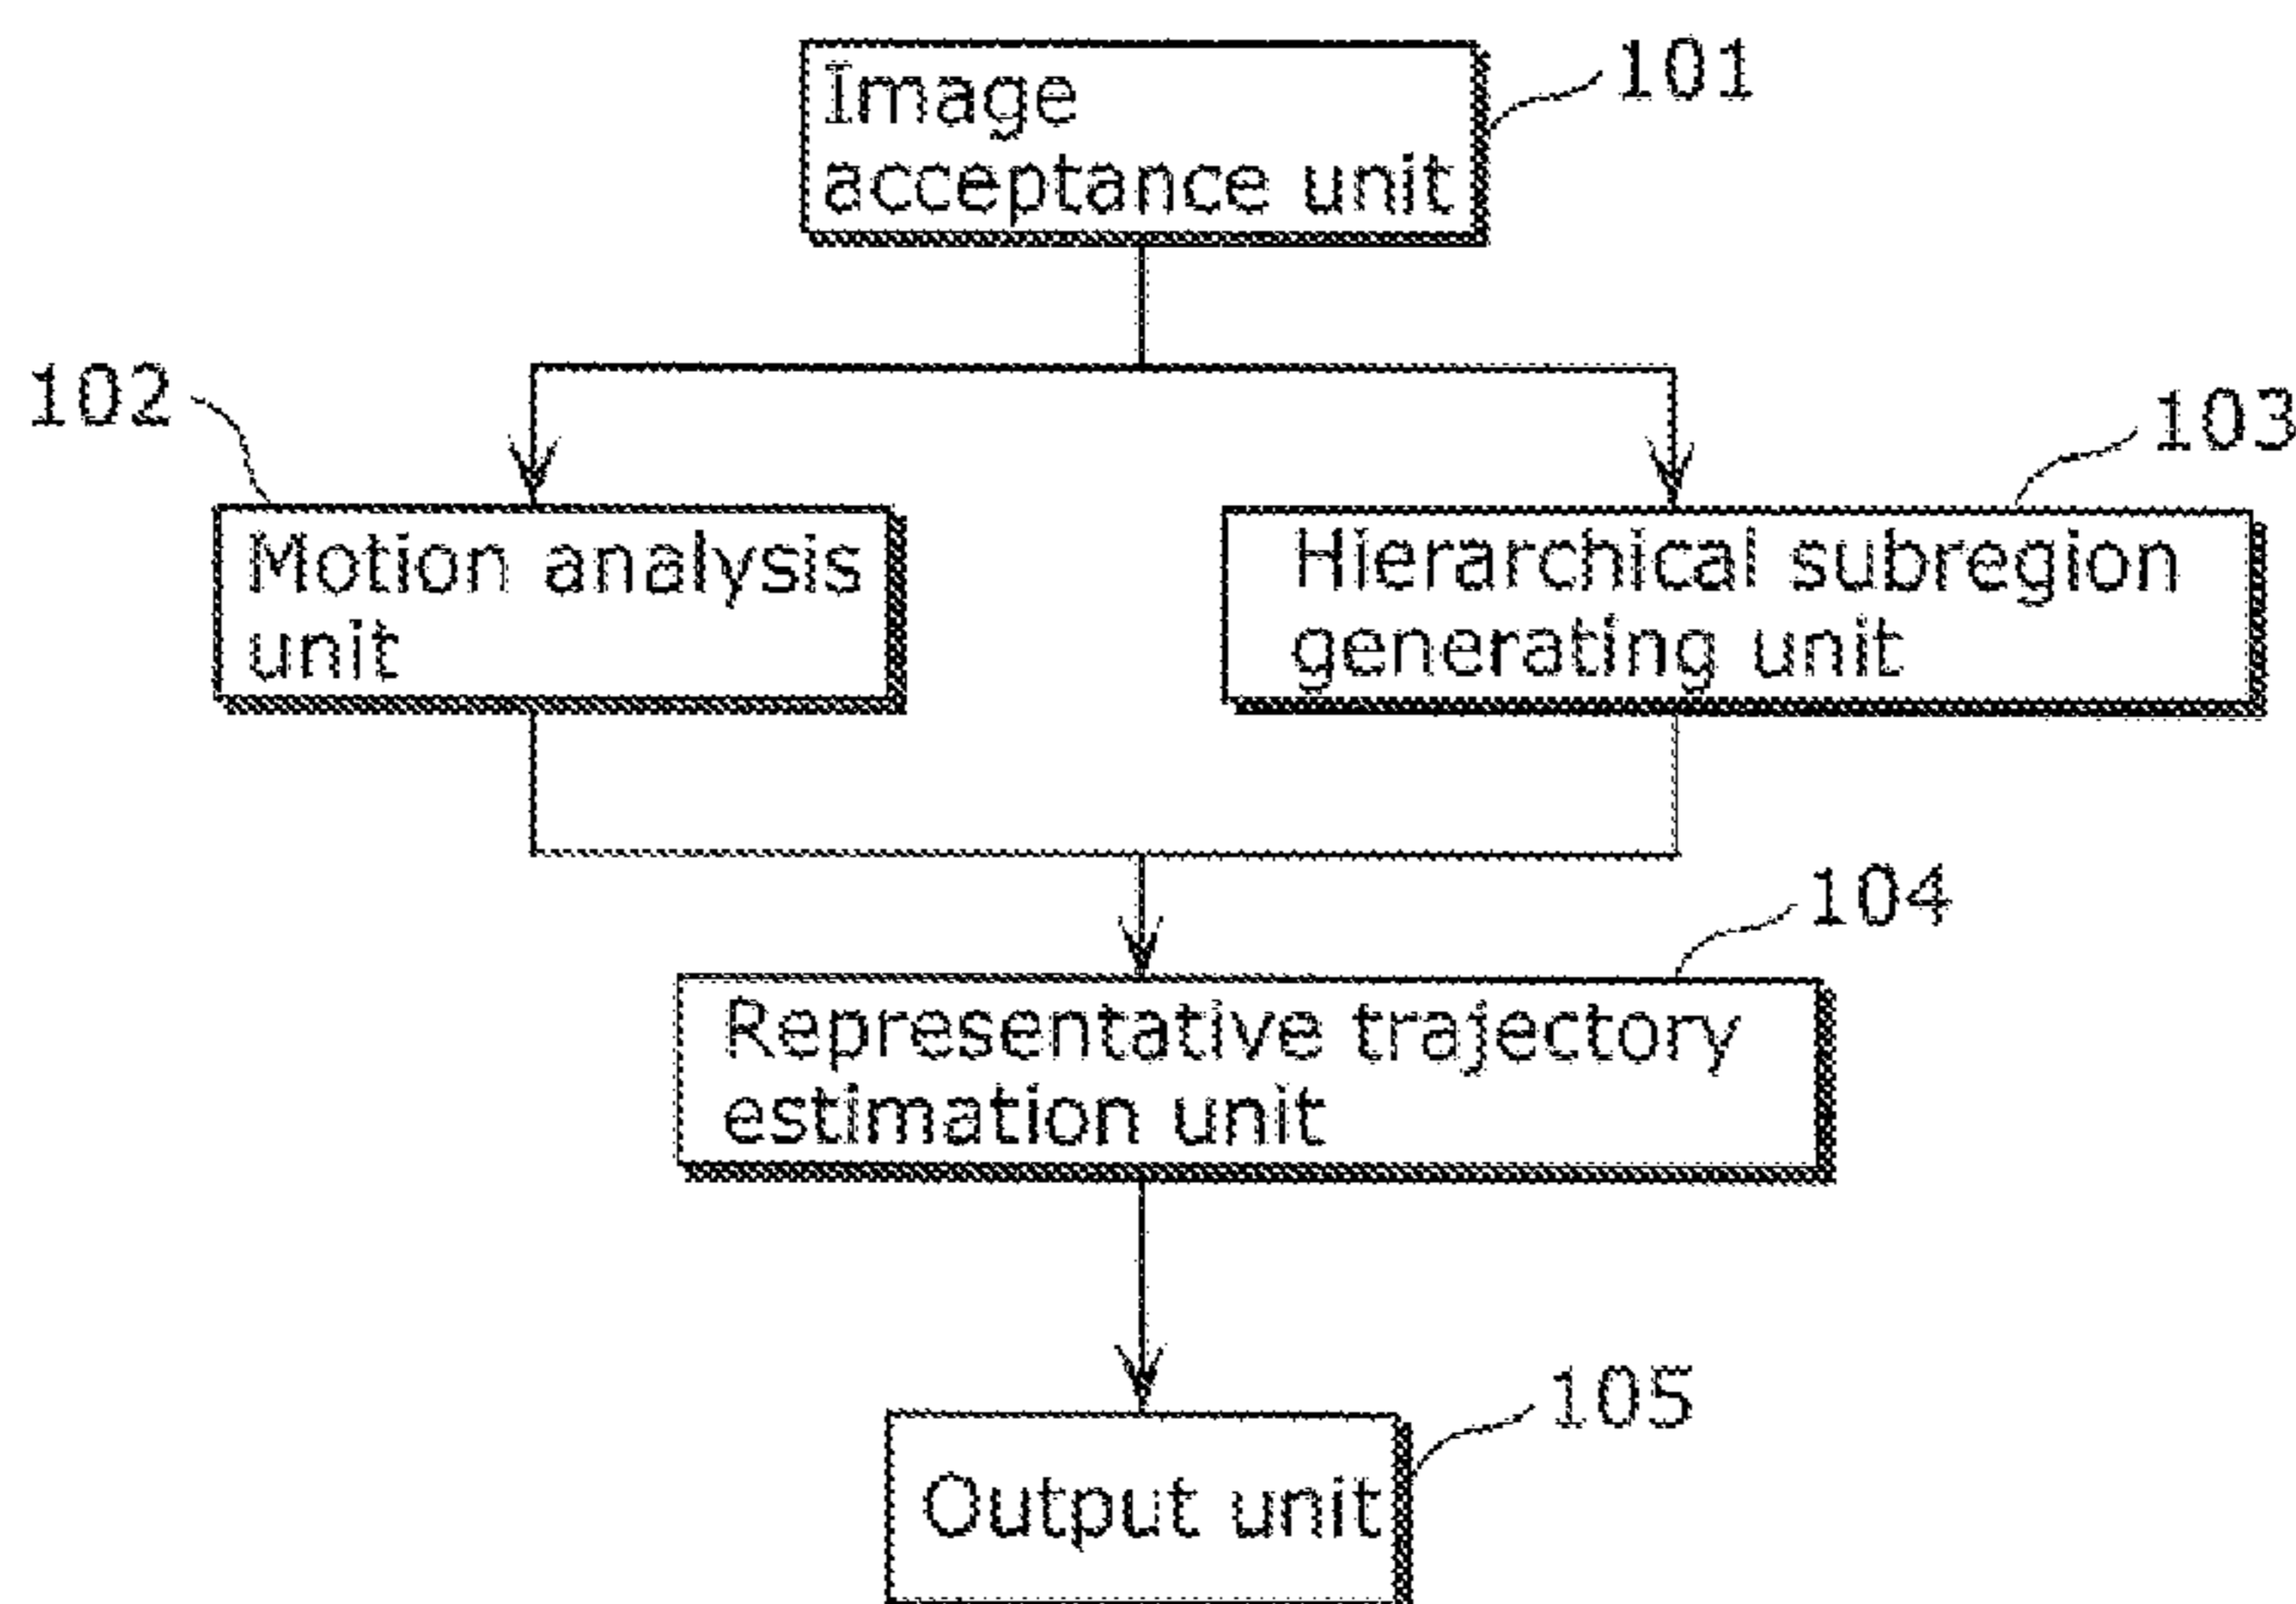 Image
acceptance unit
101
102
103
Motion analysis
unit
Hierarchical subregion
generating unit
104
Representative trajectory
estimation unit
105
Output unit